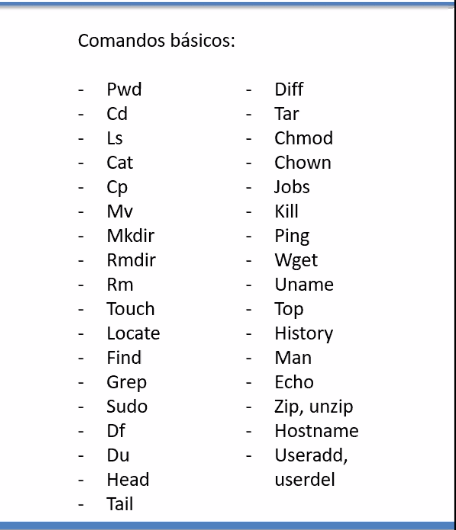 Comandos básicos:
- Pwd
- Cd
- Ls
- Cat
- Cp
- Mv
- Mkdir
- Rmdir
- Rm
- Touch
- Locate
- Find
- Grep
- Sudo
- Df
- Du
- Head
- Tail
- Diff
- Tar
- Chmod
- Chown
- Jobs
- Kill
- Ping
- Wget
- Uname
- Top
- History
- Man
- Echo
- Zip, unzip
- Hostname
- Useradd,
userdel